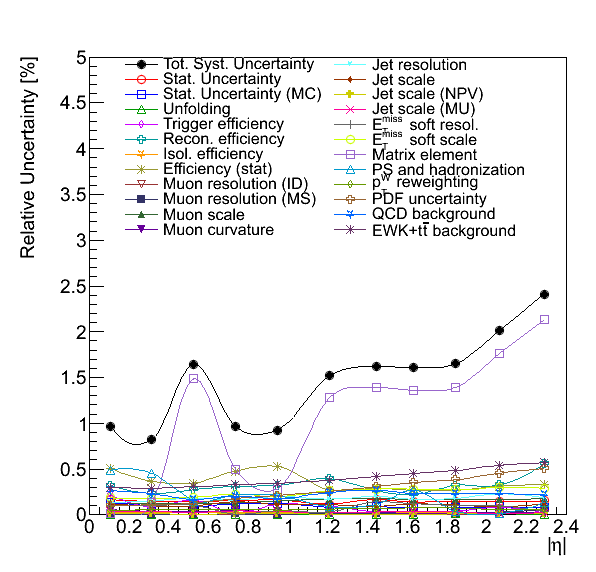 Relative Uncertainty [%]
5
4.5
4
3.5
3
2.5
2
1.5
1
0.5
0
Tot. Syst. Uncertainty
Stat. Uncertainty
Stat. Uncertainty (MC)
Unfolding
Trigger efficiency
Recon. efficiency
Isol. efficiency
Efficiency (stat)
Muon resolution (ID)
Muon resolution (MS)
Muon scale
Muon curvature
Jet resolution
Jet scale
Jet scale (NPV)
Jet scale (MU)
E_T^miss soft resol.
E_T^miss soft scale
Matrix element
PS and hadronization
p_T^W reweighting
PDF uncertainty
QCD background
EWK+tt̄ background
0 0.2 0.4 0.6 0.8 1 1.2 1.4 1.6 1.8 2 2.2 2.4
|η|